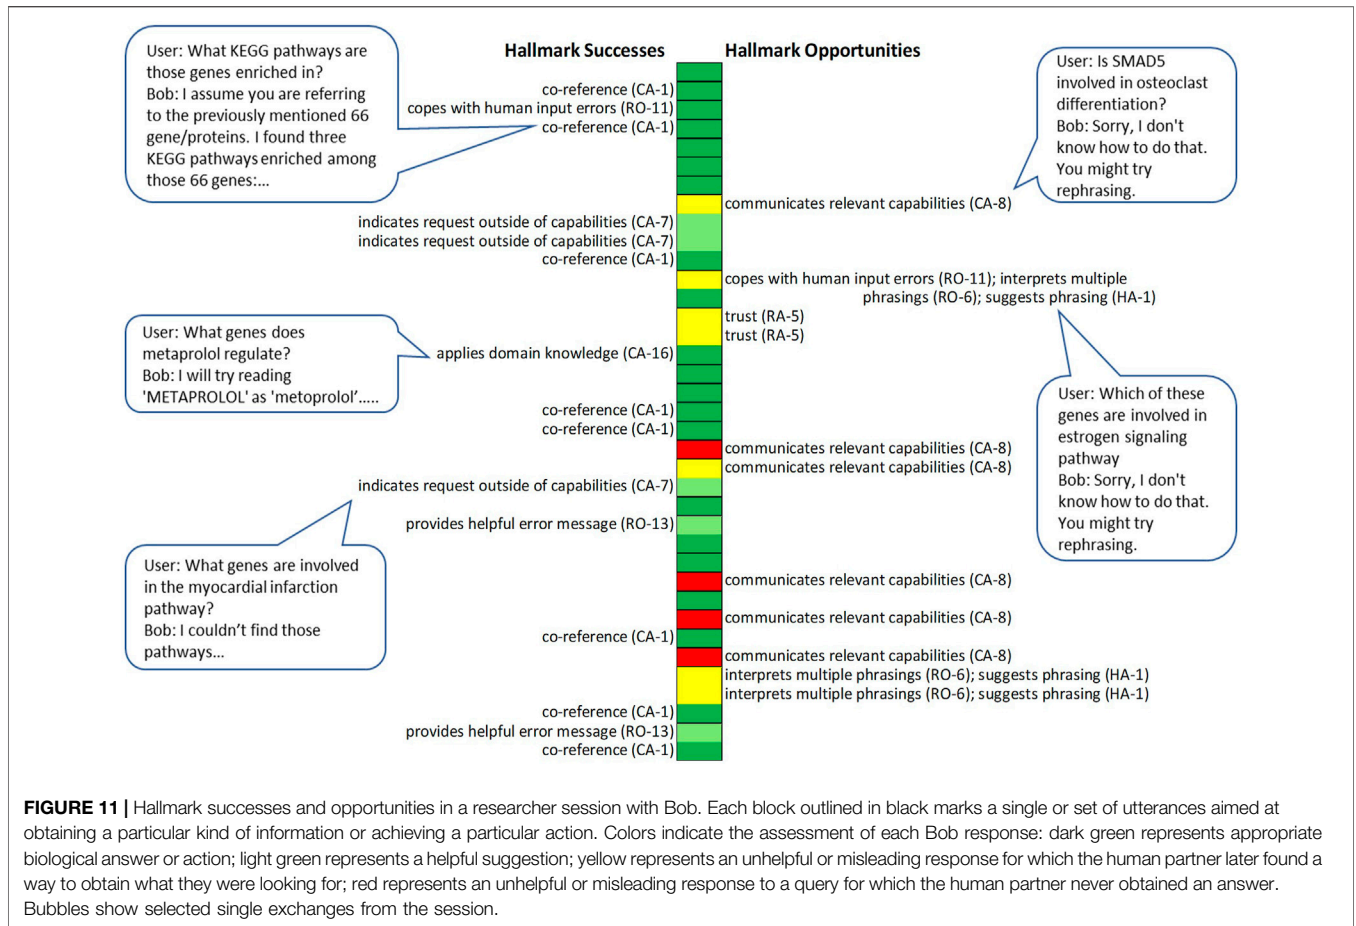 Hallmark Successes
Hallmark Opportunities
User: What KEGG pathways are
those genes enriched in?
Bob: I assume you are referring
to the previously mentioned 66
gene/proteins. I found three
KEGG pathways enriched among
those 66 genes:...
User: Is SMAD5
involved in osteoclast
differentiation?
Bob: Sorry, I don't
know how to do that.
You might try
rephrasing.
co-reference (CA-1)
copes with human input errors (RO-11)
co-reference (CA-1)
communicates relevant capabilities (CA-8)
indicates request outside of capabilities (CA-7)
indicates request outside of capabilities (CA-7)
co-reference (CA-1)
copes with human input errors (RO-11); interprets multiple
phrasings (RO-6); suggests phrasing (HA-1)
trust (RA-5)
trust (RA-5)
User: What genes does
metaprolol regulate?
Bob: I will try reading
'METAPROLOL' as 'metoprolol’.....
applies domain knowledge (CA-16)
co-reference (CA-1)
co-reference (CA-1)
User: Which of these
genes are involved in
estrogen signaling
pathway
Bob: Sorry, I don't
know how to do that.
You might try
rephrasing.
communicates relevant capabilities (CA-8)
communicates relevant capabilities (CA-8)
indicates request outside of capabilities (CA-7)
provides helpful error message (RO-13)
User: What genes are involved
in the myocardial infarction
pathway?
Bob: I couldn’t find those
pathways...
communicates relevant capabilities (CA-8)
communicates relevant capabilities (CA-8)
co-reference (CA-1)
communicates relevant capabilities (CA-8)
interprets multiple phrasings (RO-6); suggests phrasing (HA-1)
interprets multiple phrasings (RO-6); suggests phrasing (HA-1)
co-reference (CA-1)
provides helpful error message (RO-13)
co-reference (CA-1)
FIGURE 11 | Hallmark successes and opportunities in a researcher session with Bob. Each block outlined in black marks a single or set of utterances aimed at
obtaining a particular kind of information or achieving a particular action. Colors indicate the assessment of each Bob response: dark green represents appropriate
biological answer or action; light green represents a helpful suggestion; yellow represents an unhelpful or misleading response for which the human partner later found a
way to obtain what they were looking for; red represents an unhelpful or misleading response to a query for which the human partner never obtained an answer.
Bubbles show selected single exchanges from the session.